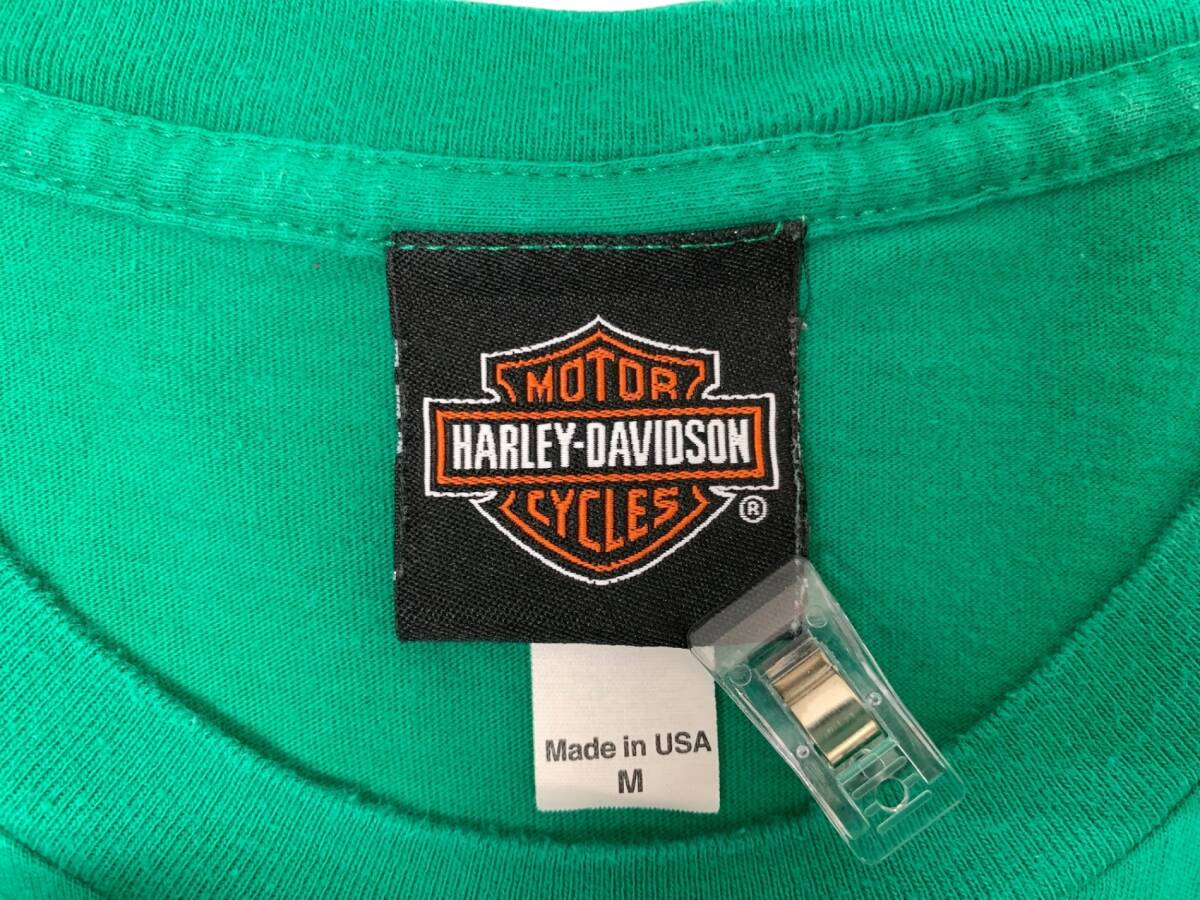 MOTOR
HARLEY-DAVIDSON
CYCLES
®
Made in USA
M